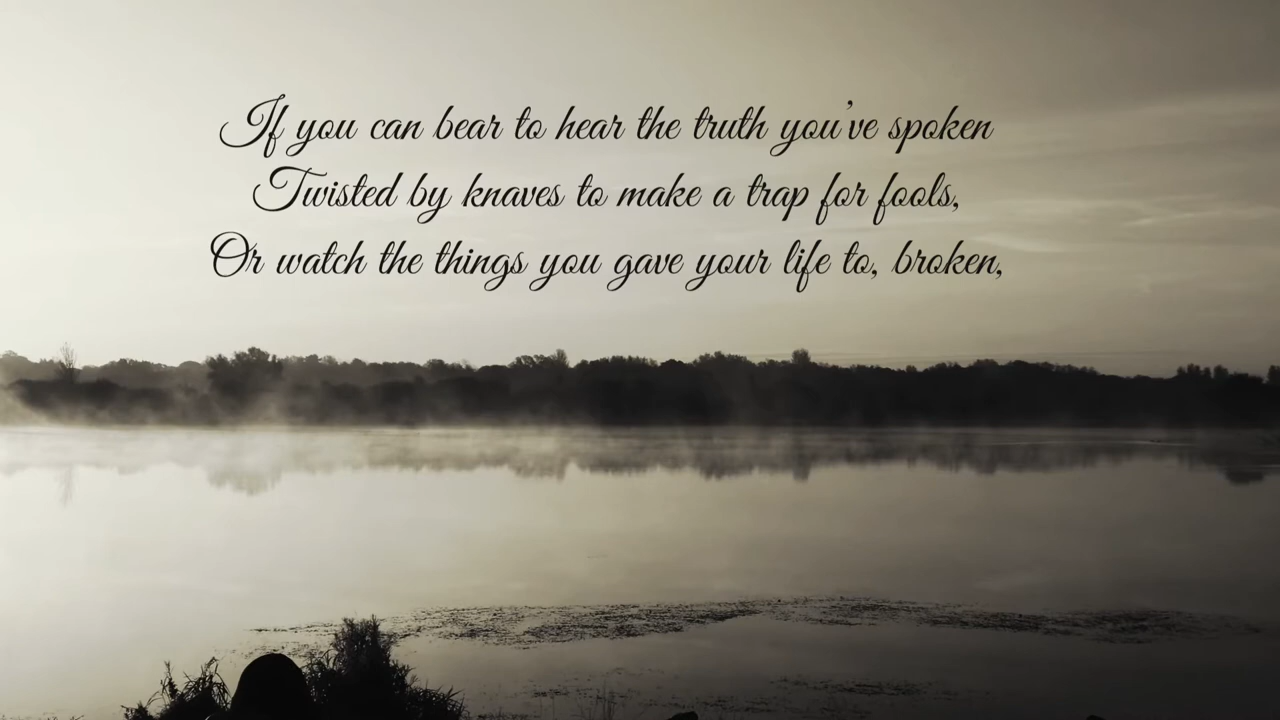 If you can bear to hear the truth you've spoken
Twisted by knaves to make a trap for fools,
Or watch the things you gave your life to, broken,